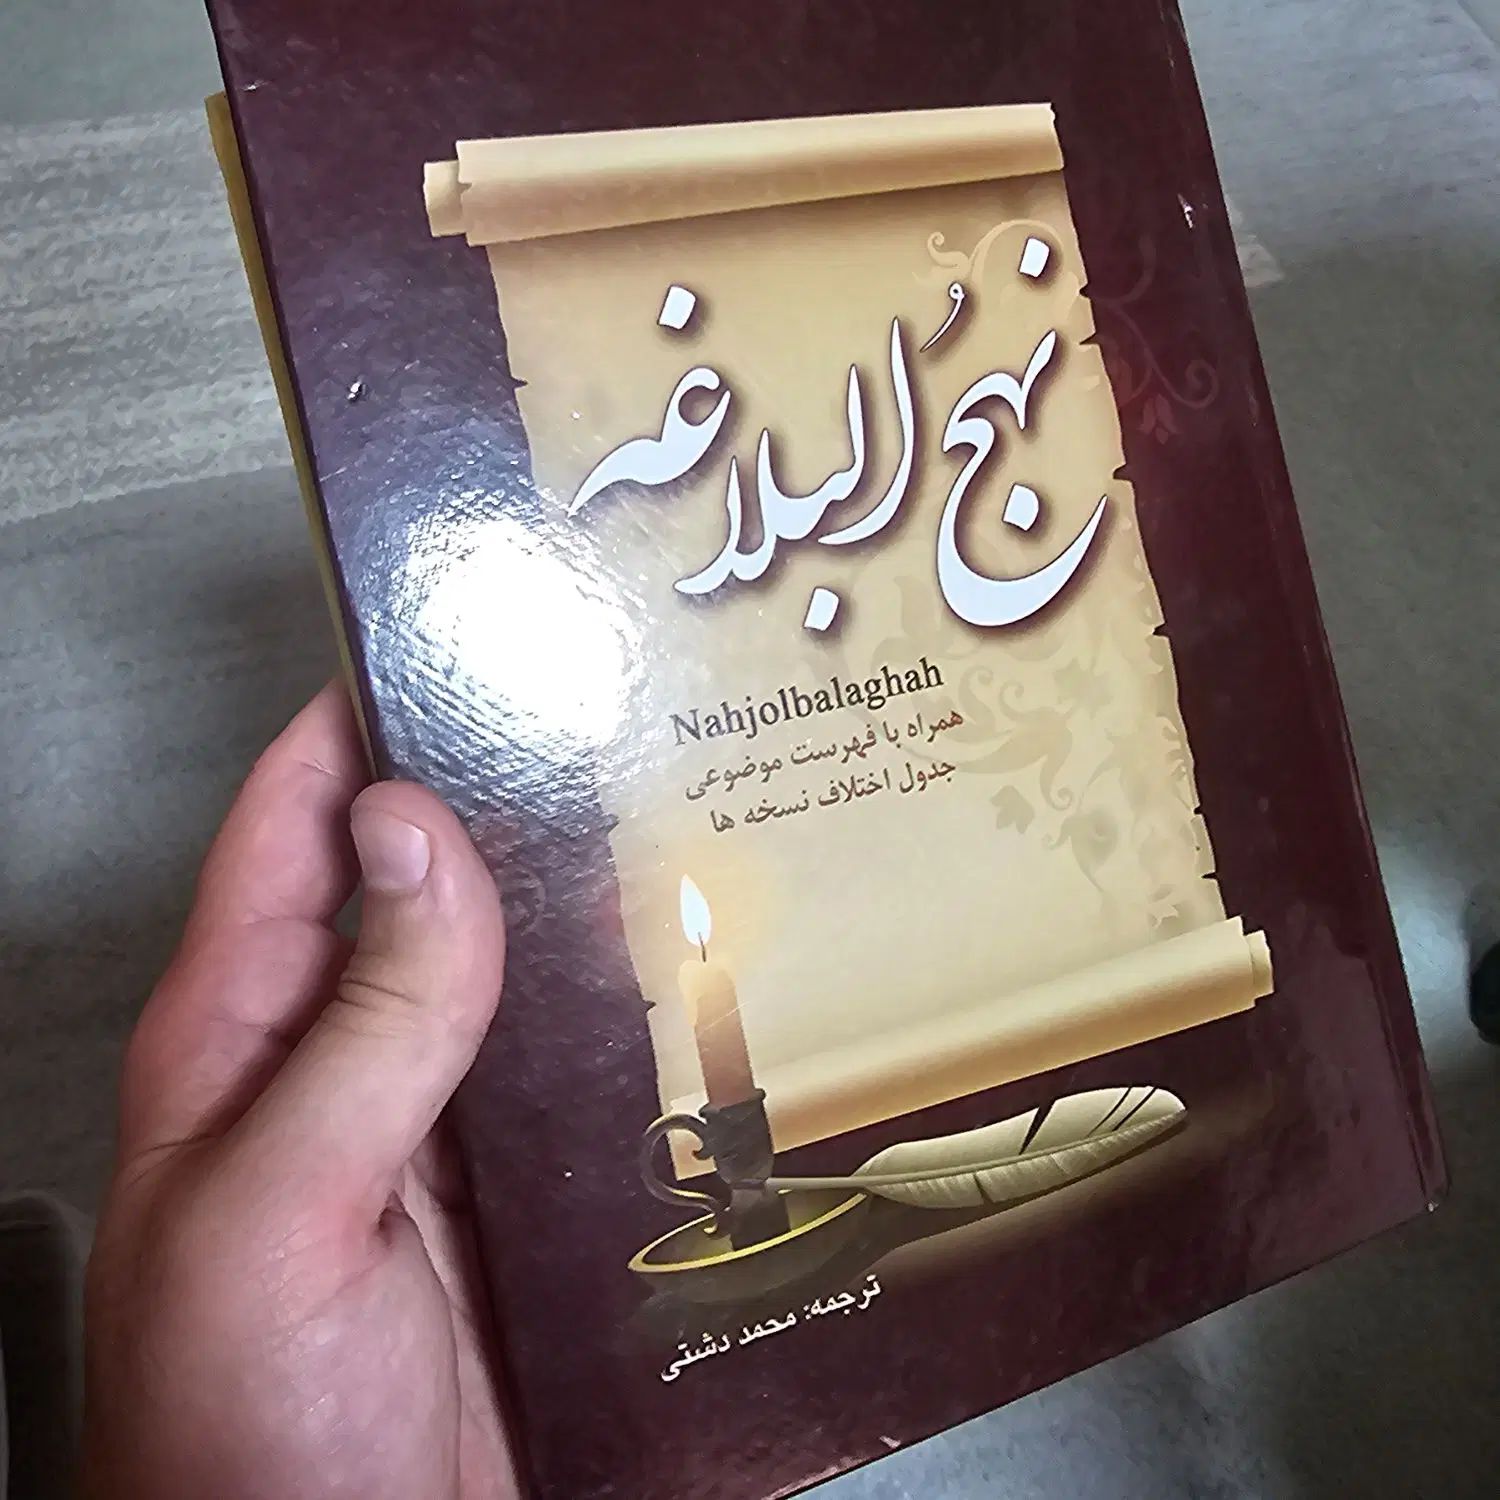 نهجُ البلاغه
Nahjolbalaghah
همراه با فهرست موضوعی
جدول اختلاف نسخه ها
ترجمه: محمد دشتی